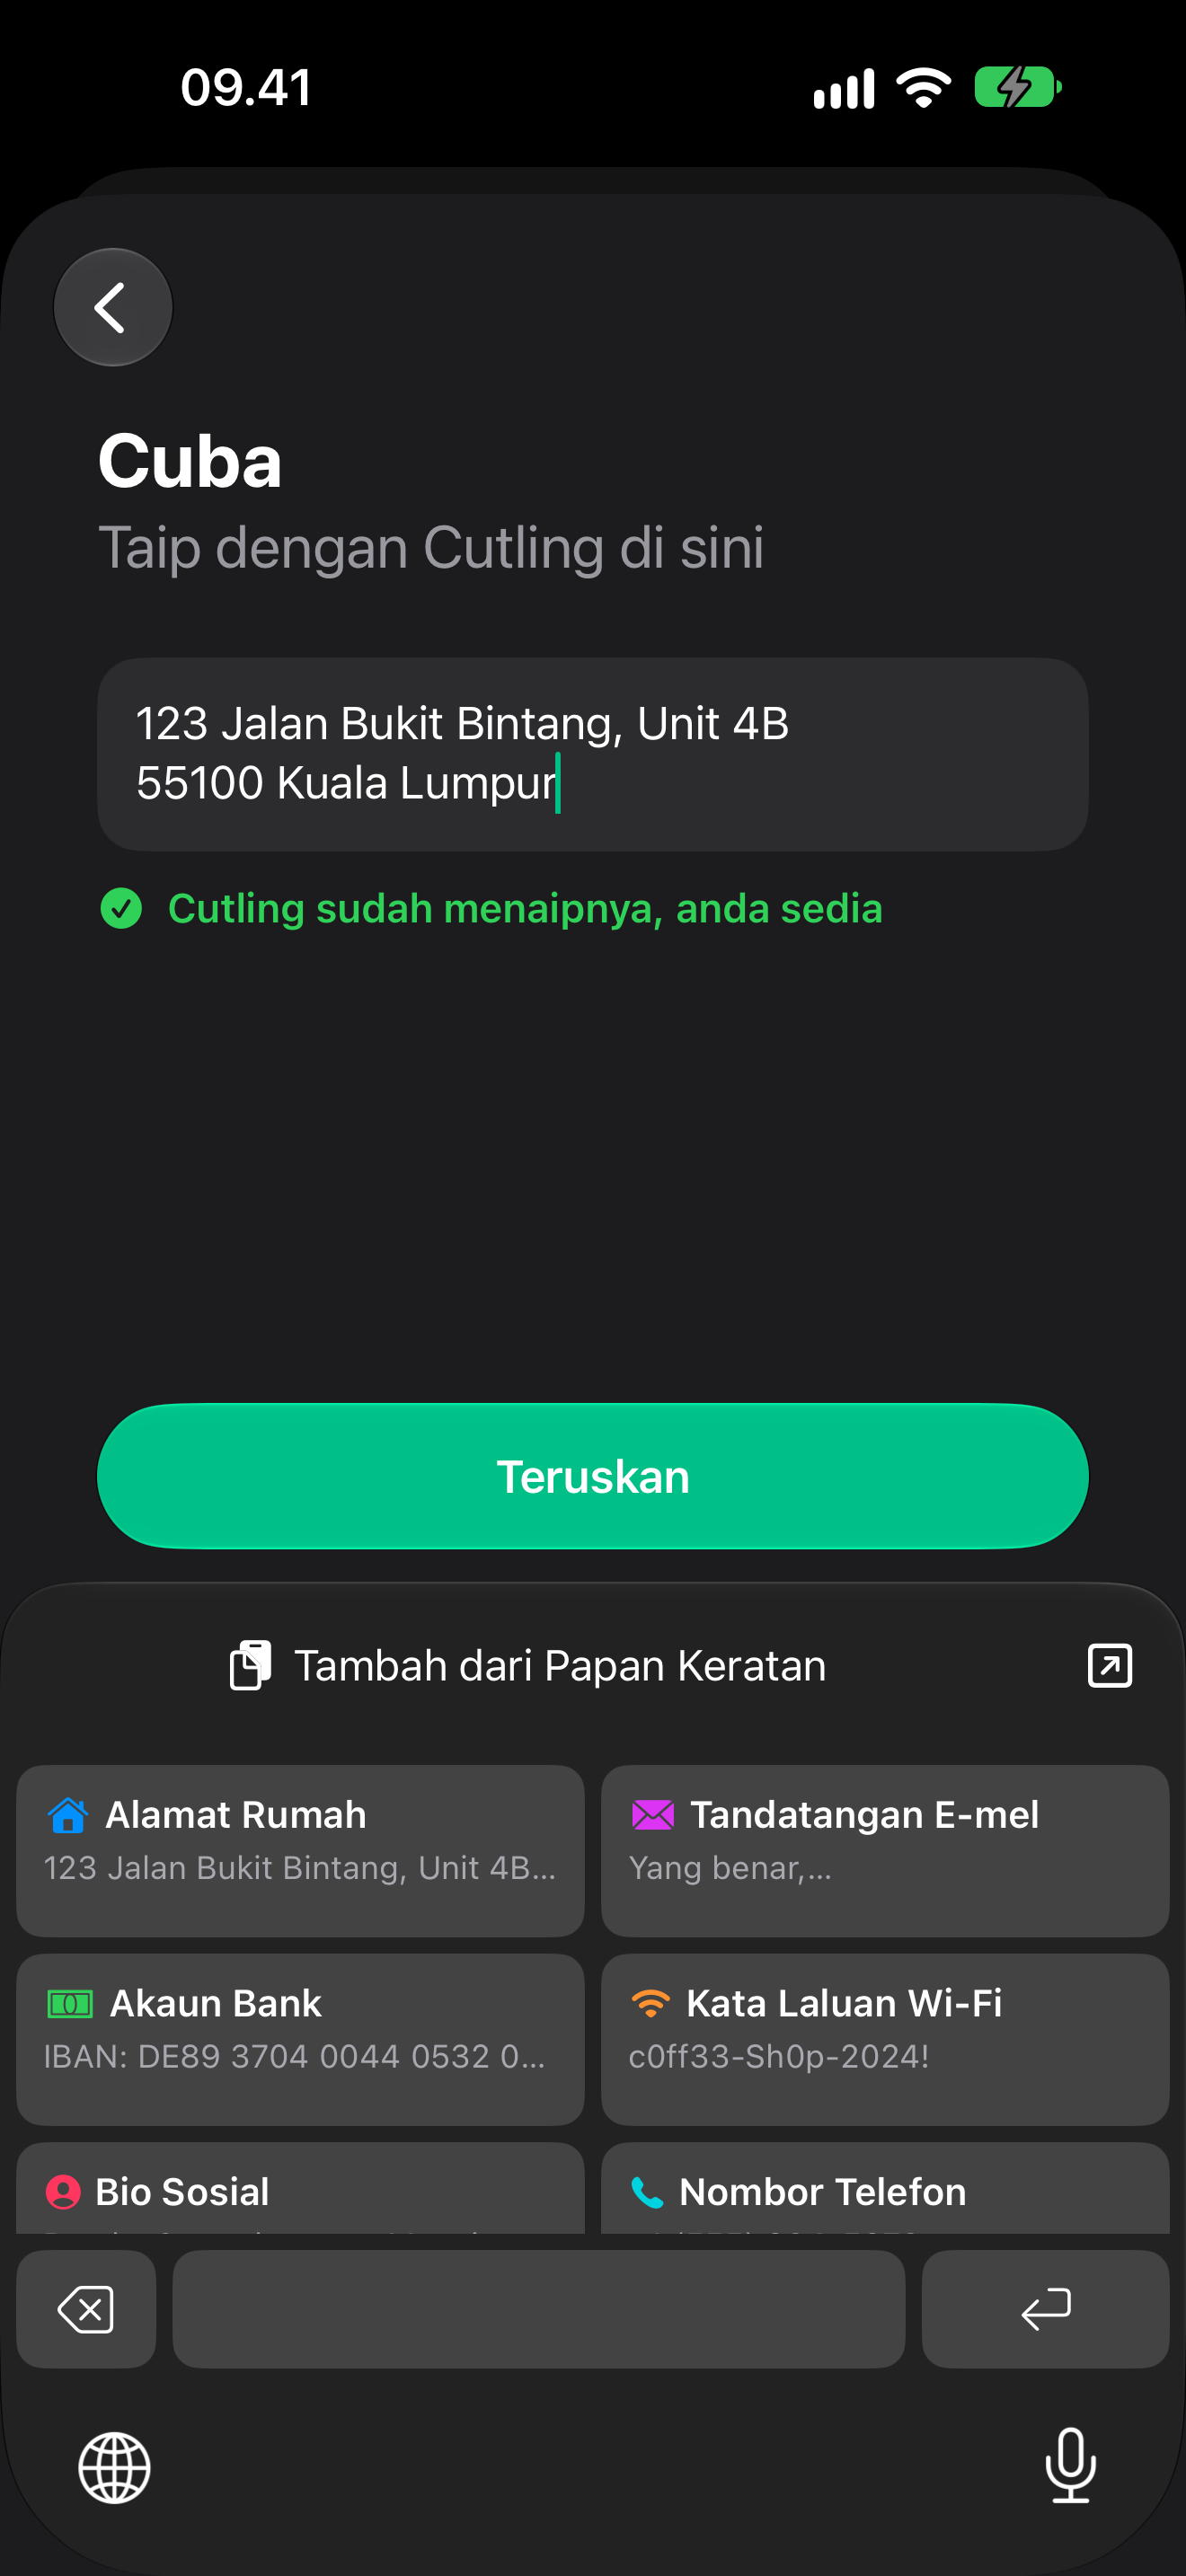 09.41
Cuba
Taip dengan Cutling di sini
123 Jalan Bukit Bintang, Unit 4B
55100 Kuala Lumpur
Cutling sudah menaipnya, anda sedia
Teruskan
Tambah dari Papan Keratan
Alamat Rumah
123 Jalan Bukit Bintang, Unit 4B...
Tandatangan E-mel
Yang benar,...
Akaun Bank
IBAN: DE89 3704 0044 0532 0...
Kata Laluan Wi-Fi
c0ff33-Sh0p-2024!
Bio Sosial
Nombor Telefon